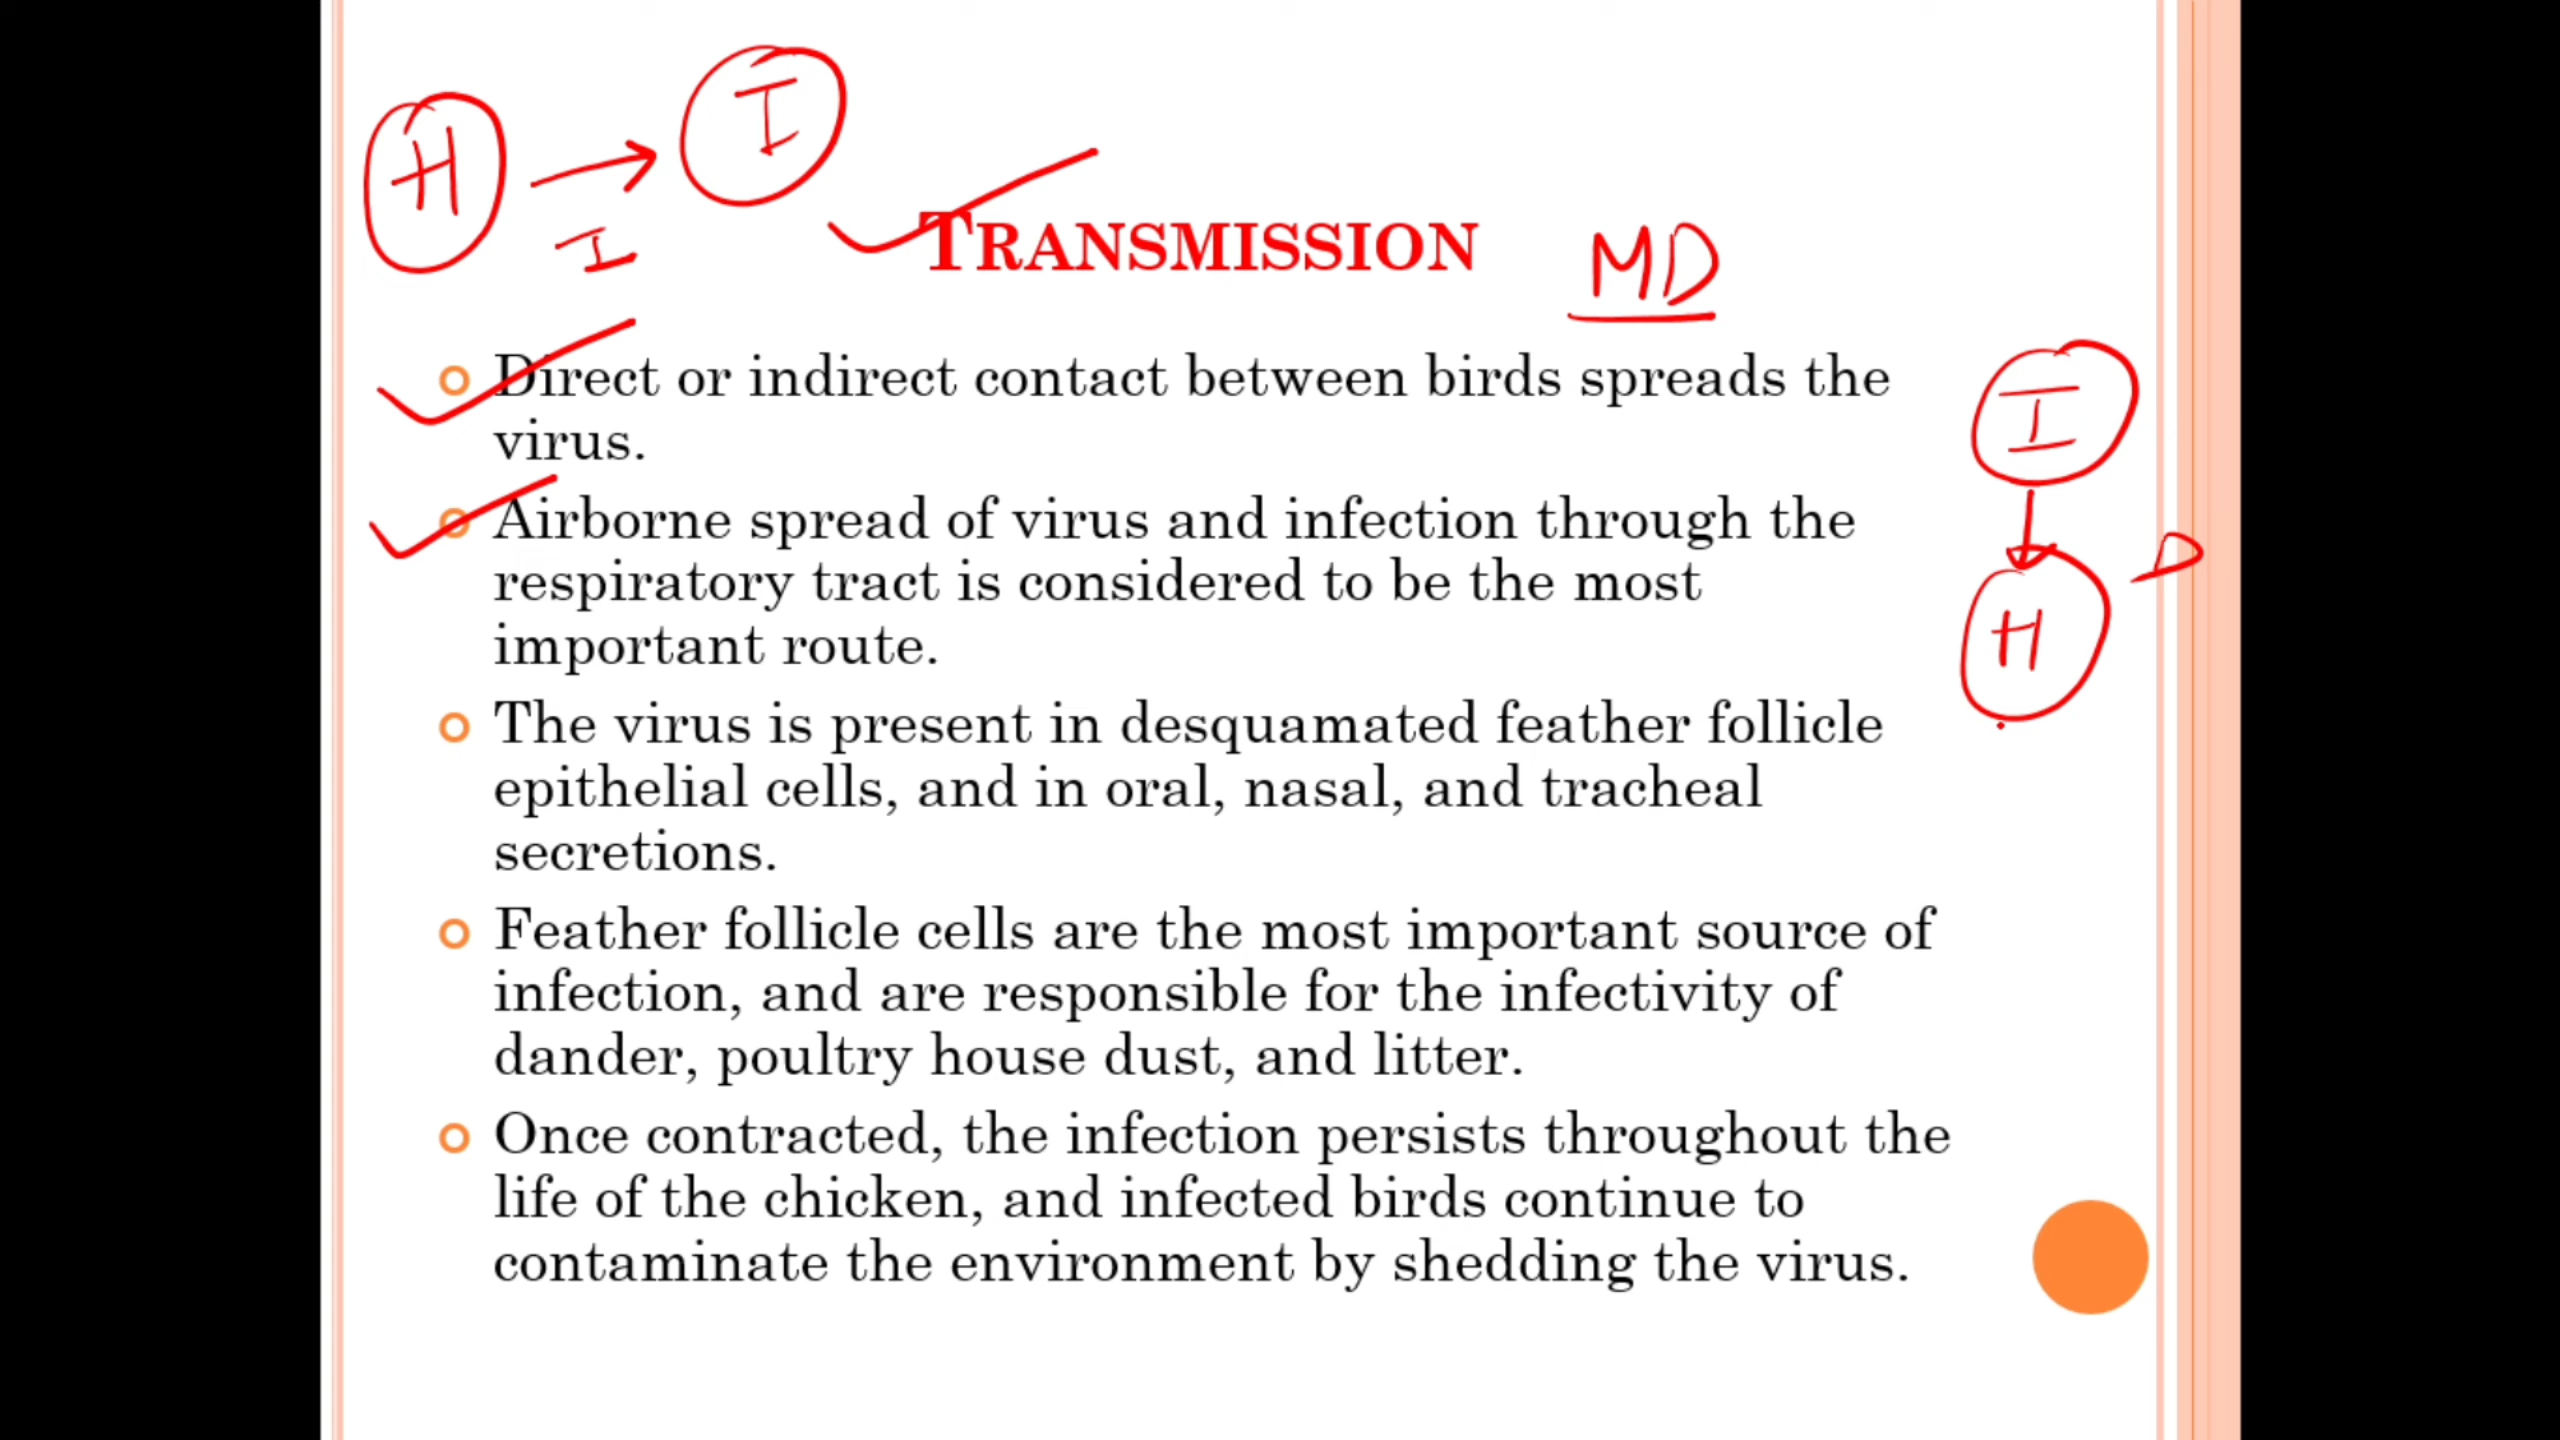 H
I
I
TRANSMISSION
MD
Direct or indirect contact between birds spreads the
virus.
I
Airborne spread of virus and infection through the
respiratory tract is considered to be the most
important route.
D
H
The virus is present in desquamated feather follicle
epithelial cells, and in oral, nasal, and tracheal
secretions.
Feather follicle cells are the most important source of
infection, and are responsible for the infectivity of
dander, poultry house dust, and litter.
Once contracted, the infection persists throughout the
life of the chicken, and infected birds continue to
contaminate the environment by shedding the virus.